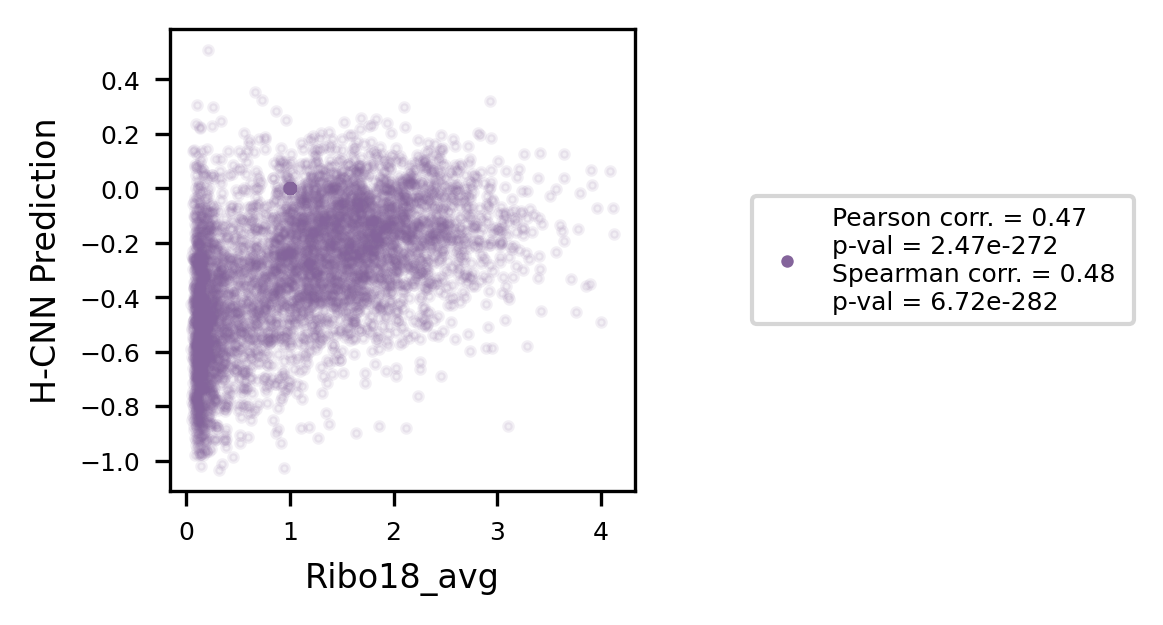 H-CNN Prediction
0.4
0.2
0.0
−0.2
−0.4
−0.6
−0.8
−1.0
0 1 2 3 4
Ribo18_avg
Pearson corr. = 0.47
p-val = 2.47e-272
Spearman corr. = 0.48
p-val = 6.72e-282